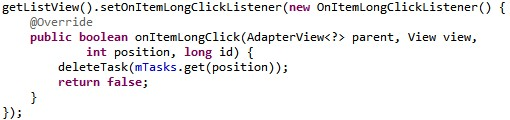 getListView().setOnItemLongClickListener(new OnItemLongClickListener() {
    @Override
    public boolean onItemLongClick(AdapterView<?> parent, View view,
            int position, long id) {
        deleteTask(mTasks.get(position));
        return false;
    }
});